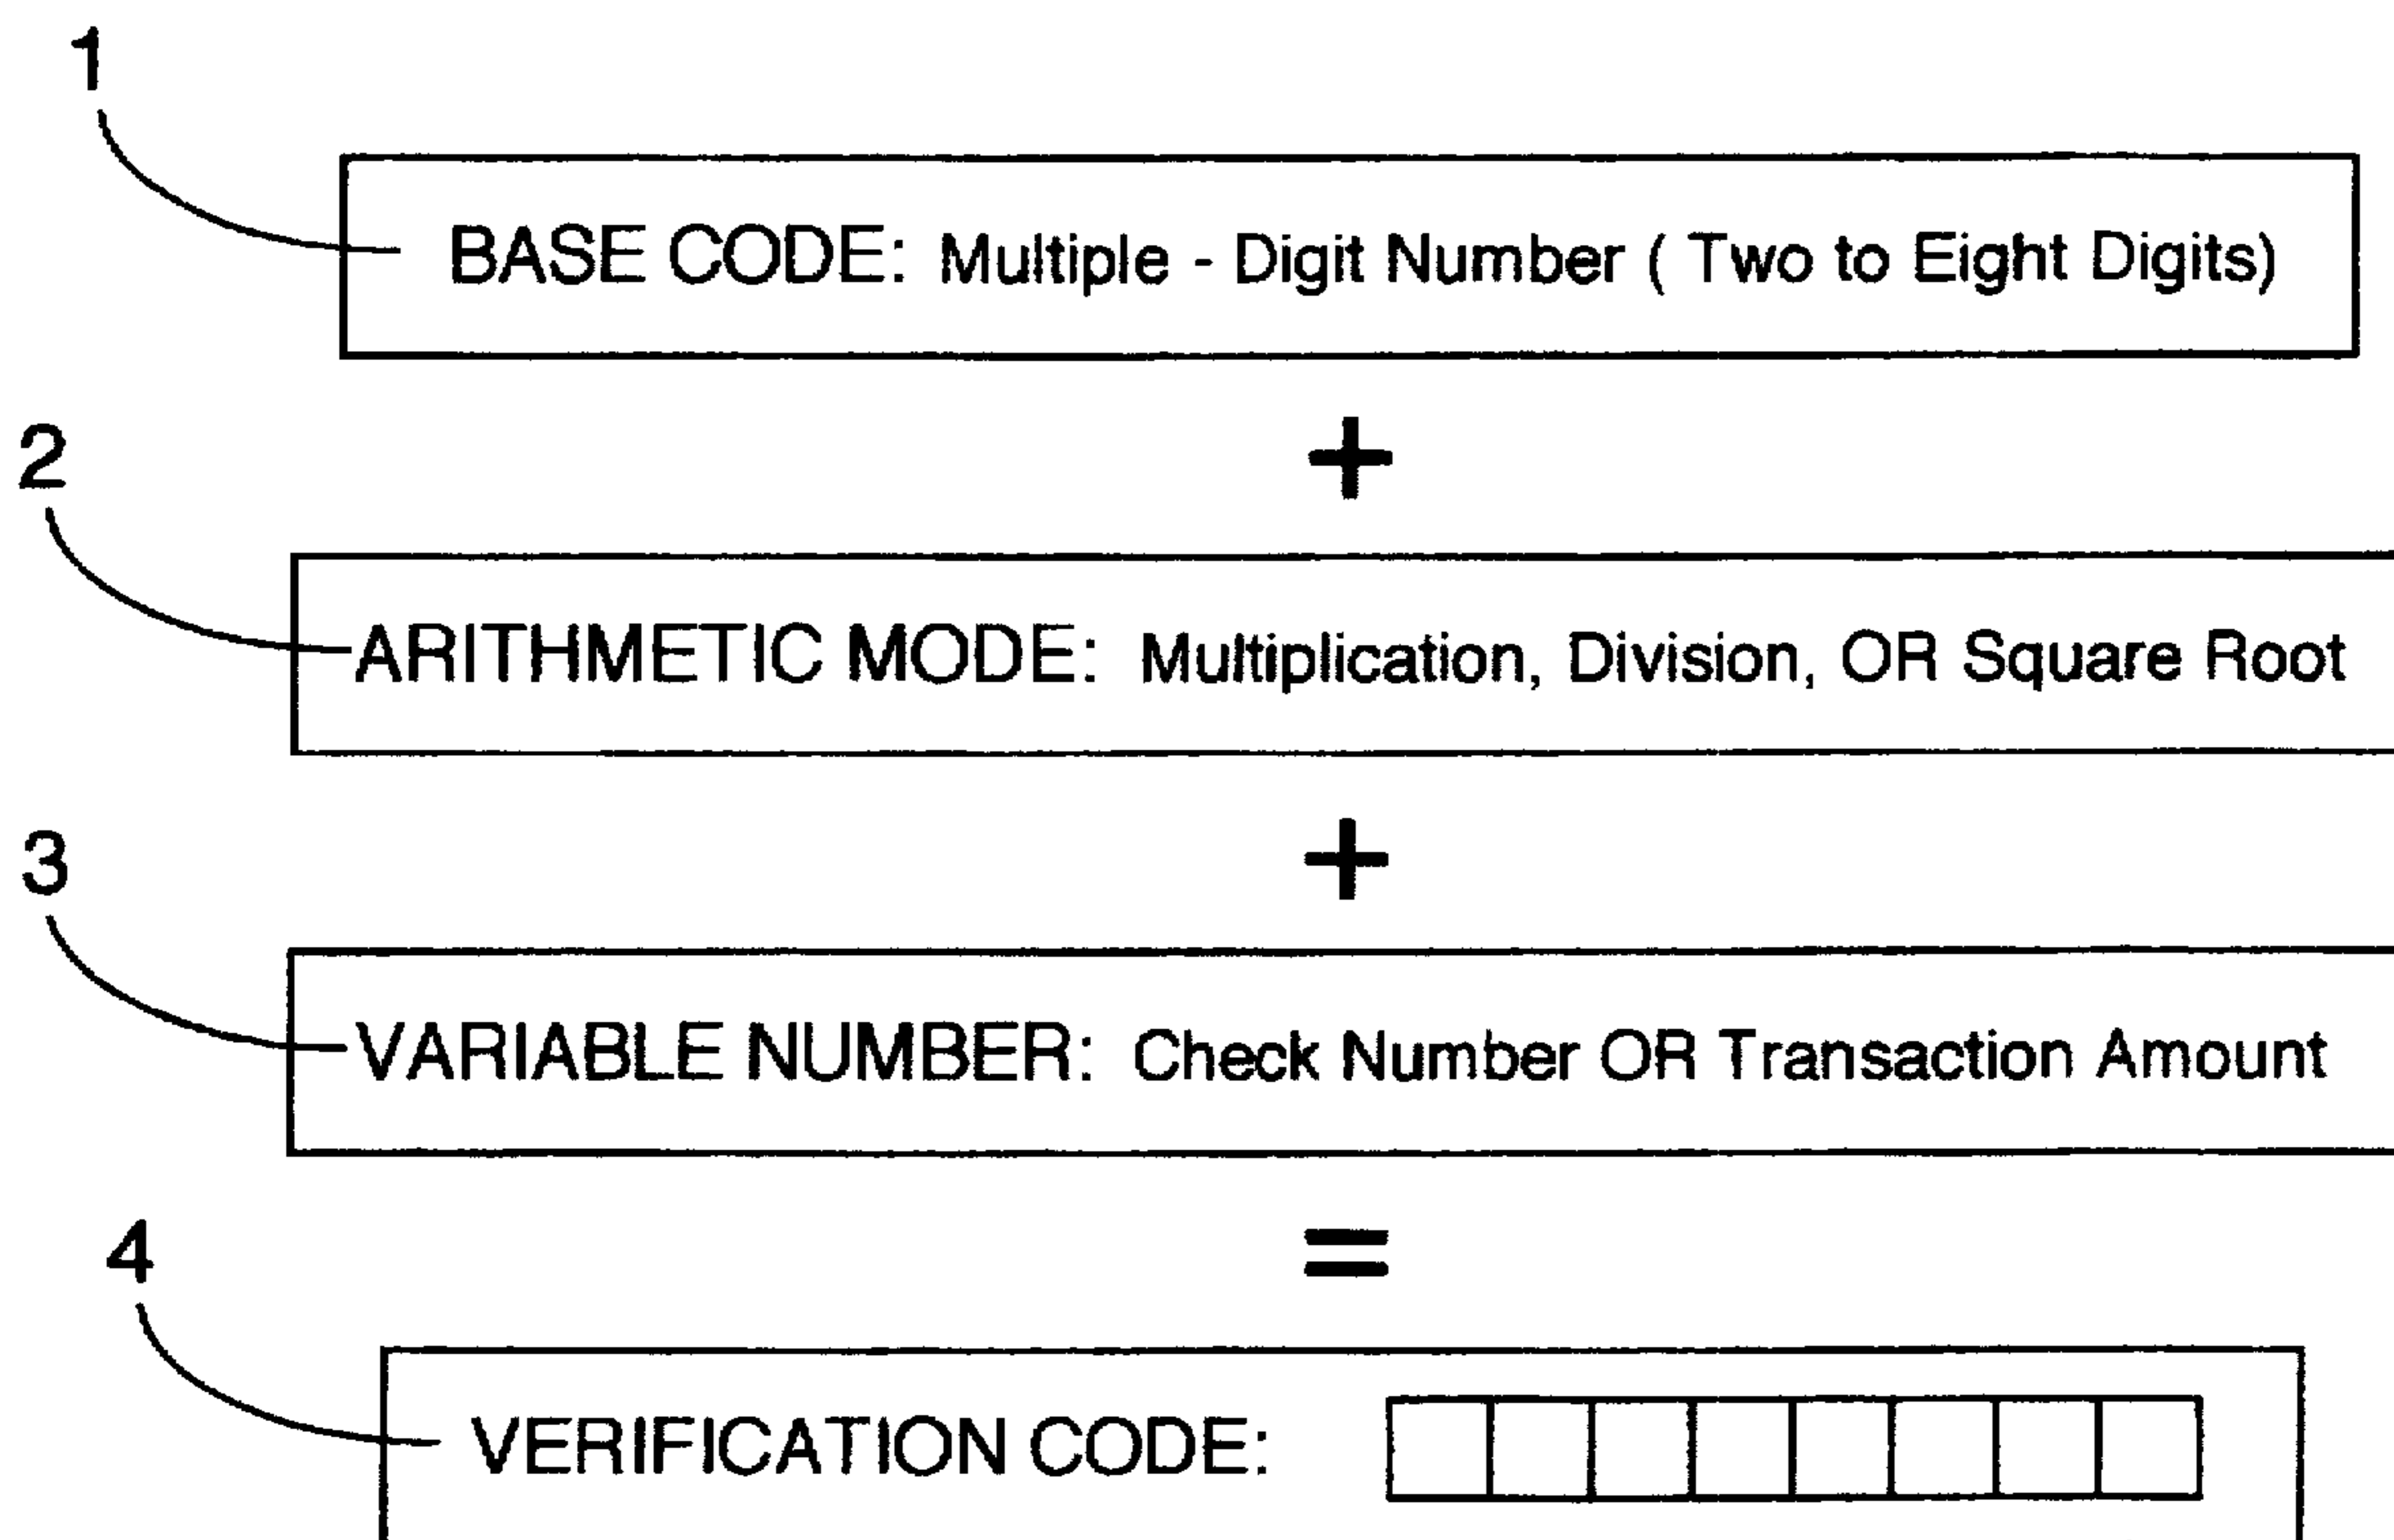 1
BASE CODE: Multiple - Digit Number ( Two to Eight Digits)
+
2
ARITHMETIC MODE: Multiplication, Division, OR Square Root
+
3
VARIABLE NUMBER: Check Number OR Transaction Amount
=
4
VERIFICATION CODE: